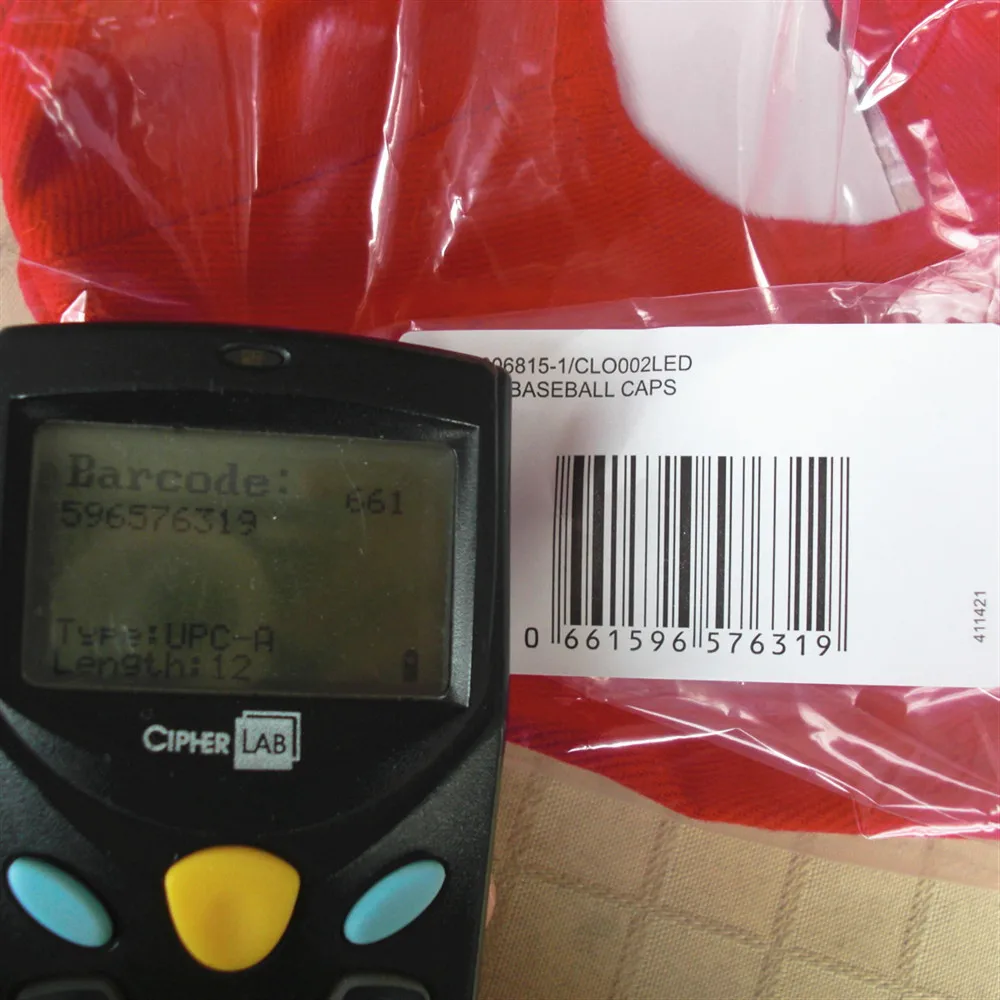 06815-1/CLO002LED
BASEBALL CAPS
Barcode:
661
596576319
Type:UPC-A
Length:12
CIPHER LAB
0 661596 576319
411421